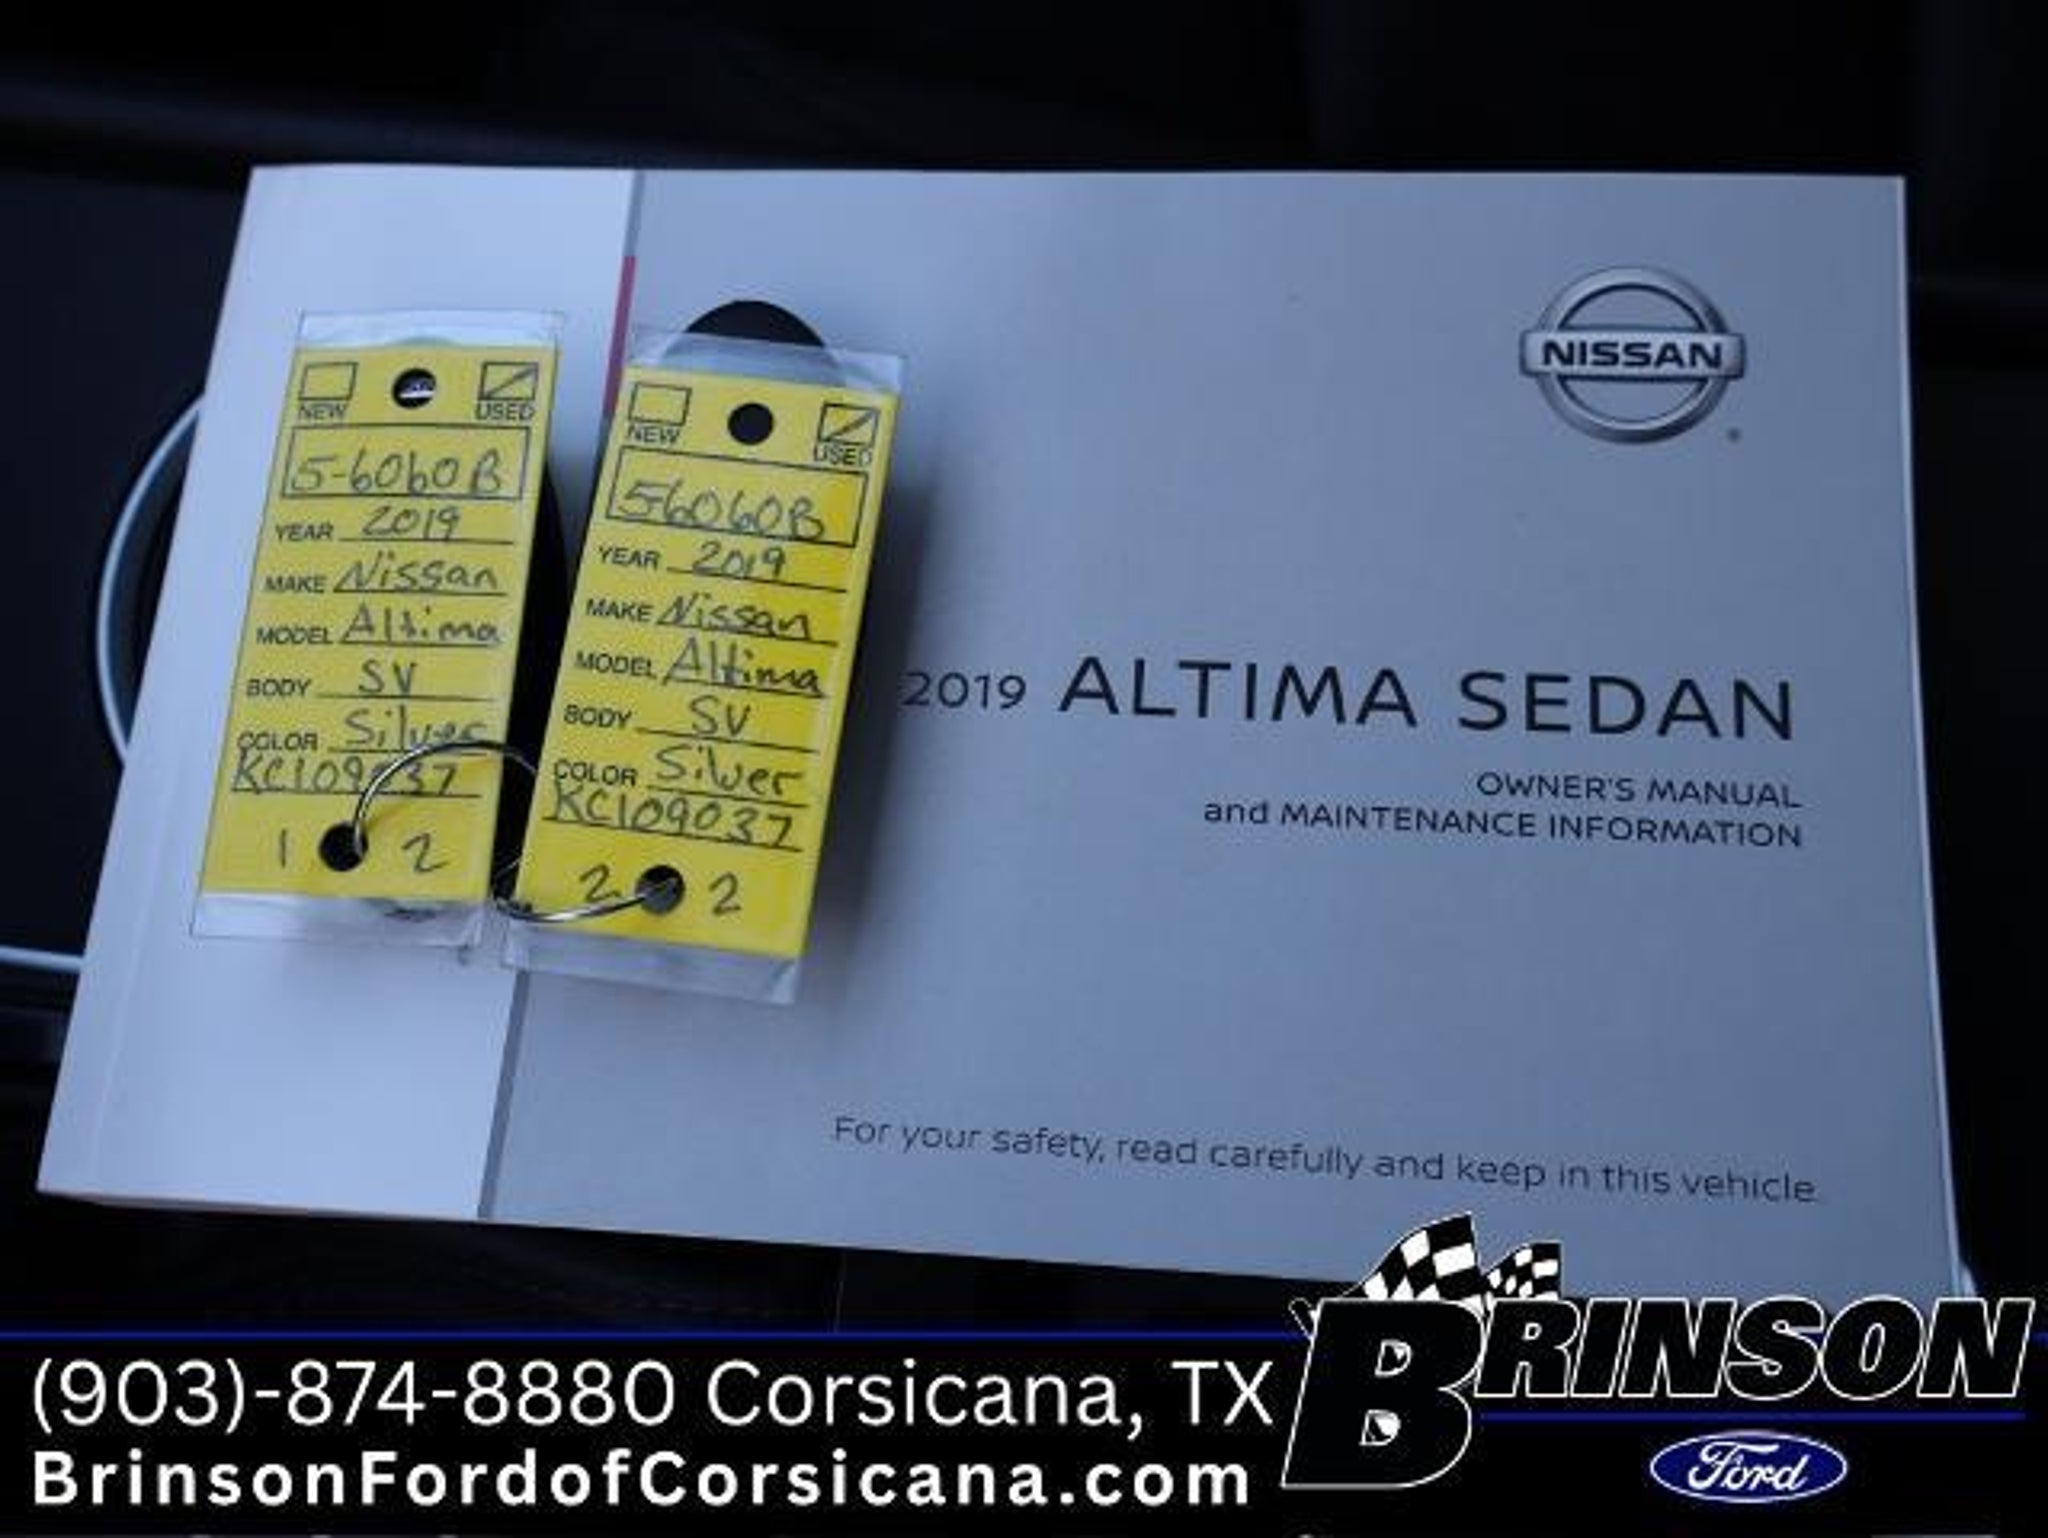 NEW USED
5-6060B
YEAR 2019
MAKE Nissan
MODEL Altima
BODY SV
COLOR Silver
KC109037
1 2
NEW USED
56060B
YEAR 2019
MAKE Nissan
MODEL Altima
BODY SV
COLOR Silver
KC109037
2 2
NISSAN
2019 ALTIMA SEDAN
OWNER'S MANUAL
and MAINTENANCE INFORMATION
For your safety, read carefully and keep in this vehicle.
(903)-874-8880 Corsicana, TX
BrinsonFordofCorsicana.com
BRINSON
Ford